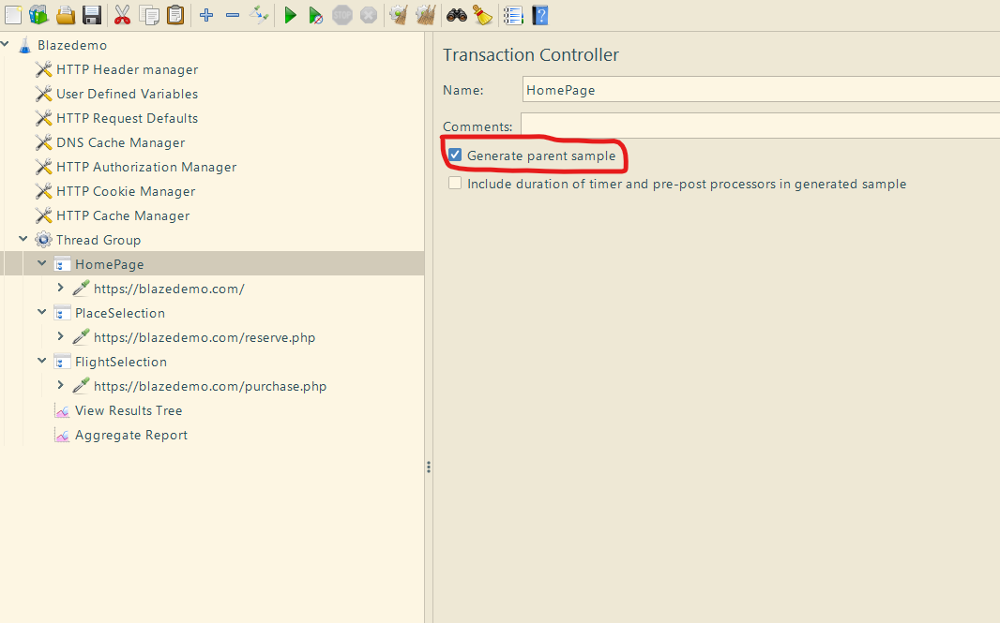 STOP
Blazedemo
HTTP Header manager
User Defined Variables
HTTP Request Defaults
DNS Cache Manager
HTTP Authorization Manager
HTTP Cookie Manager
HTTP Cache Manager
Thread Group
HomePage
https://blazedemo.com/
PlaceSelection
https://blazedemo.com/reserve.php
FlightSelection
https://blazedemo.com/purchase.php
View Results Tree
Aggregate Report
Transaction Controller
Name: HomePage
Comments:
Generate parent sample
Include duration of timer and pre-post processors in generated sample